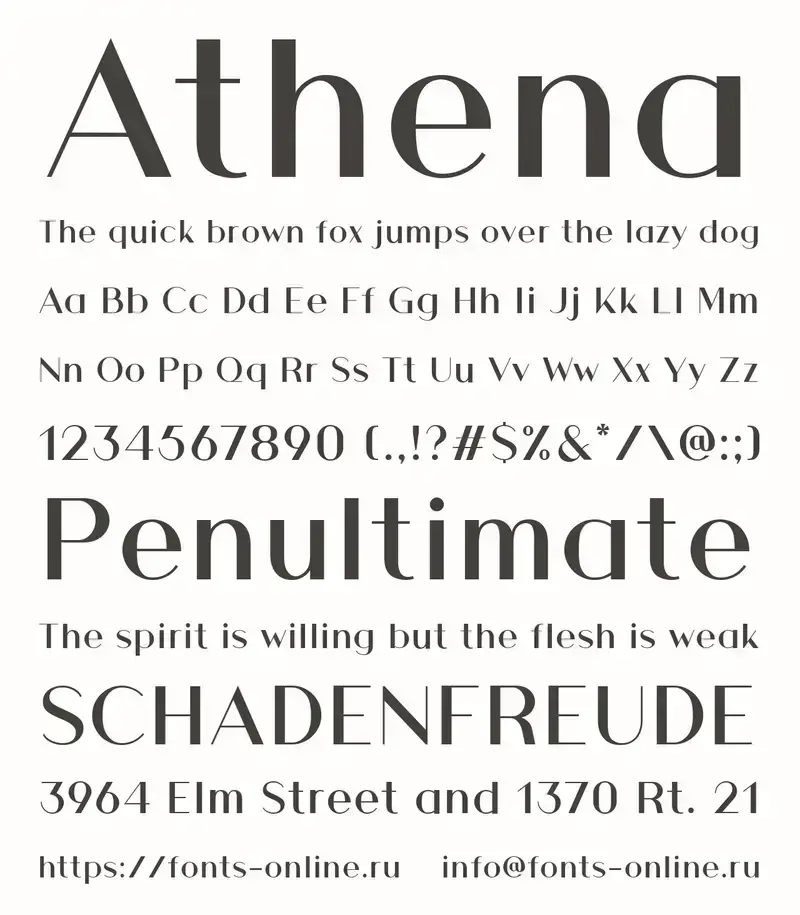 Athena
The quick brown fox jumps over the lazy dog
Aa Bb Cc Dd Ee Ff Gg Hh Ii Jj Kk Ll Mm
Nn Oo Pp Qq Rr Ss Tt Uu Vv Ww Xx Yy Zz
1234567890 (.,!?#$%&*/\@:;)
Penultimate
The spirit is willing but the flesh is weak
SCHADENFREUDE
3964 Elm Street and 1370 Rt. 21
https://fonts-online.ru info@fonts-online.ru